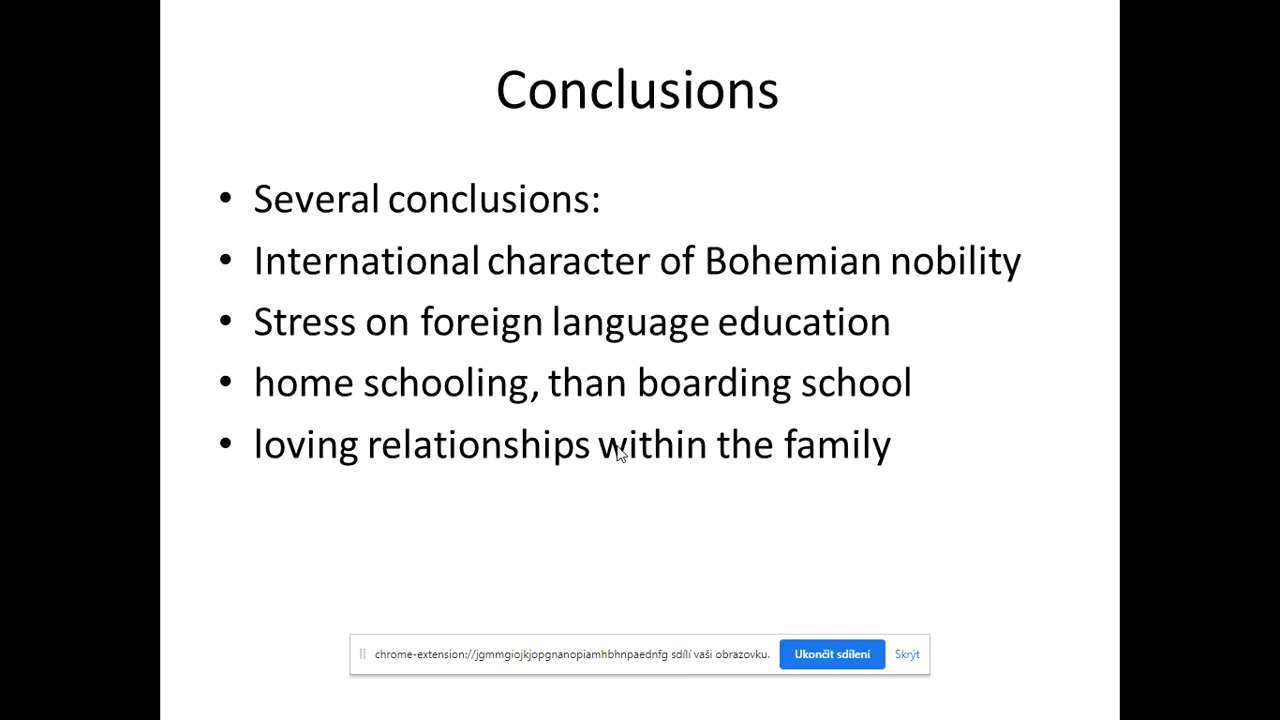 Conclusions
• Several conclusions:
• International character of Bohemian nobility
• Stress on foreign language education
• home schooling, than boarding school
• loving relationships within the family
chrome-extension://jgmmgiojkjopgnanopiamhbhnpaednfg sdílí vaši obrazovku. Ukončit sdílení Skrýt